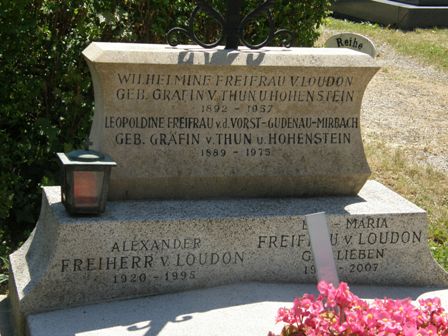 Reihe
WILHELMINE FREIFRAU V. LOUDON
GEB. GRÄFIN V. THUN U. HOHENSTEIN
1892 - 1957
LEOPOLDINE FREIFRAU v.d. VORST-GUDENAU-MIRBACH
GEB. GRÄFIN v. THUN u. HOHENSTEIN
1889 - 1975
ALEXANDER
FREIHERR v. LOUDON
1920 - 1995
MARIA
FREIFRAU v. LOUDON
LIEBEN
2007